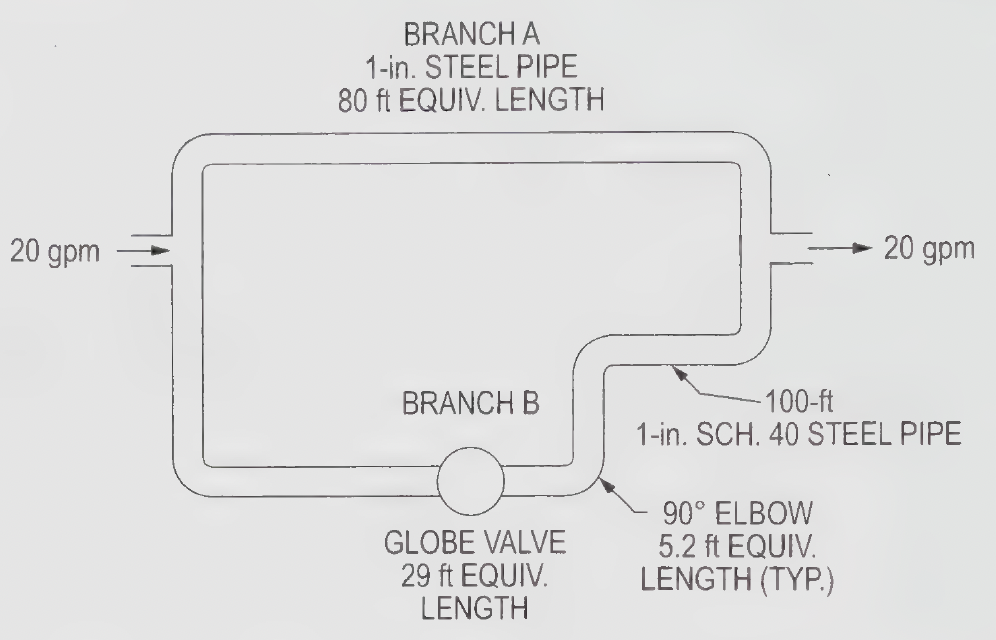 BRANCH A
1-in. STEEL PIPE
80 ft EQUIV. LENGTH
20 gpm
20 gpm
BRANCH B
100-ft
1-in. SCH. 40 STEEL PIPE
GLOBE VALVE
29 ft EQUIV.
LENGTH
90° ELBOW
5.2 ft EQUIV.
LENGTH (TYP.)